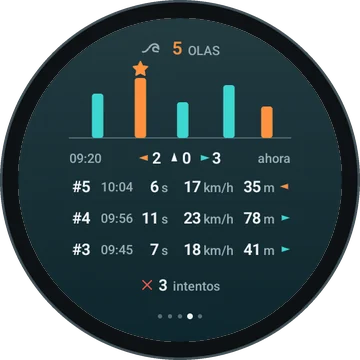 5 OLAS
09:20 2 0 3 ahora
#5 10:04 6 s 17 km/h 35 m
#4 09:56 11 s 23 km/h 78 m
#3 09:45 7 s 18 km/h 41 m
3 intentos